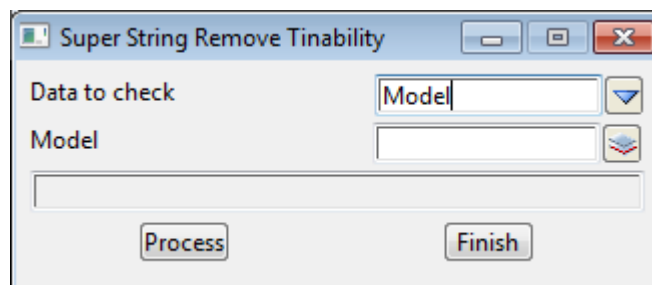 Super String Remove Tinability
Data to check Model
Model
Process Finish